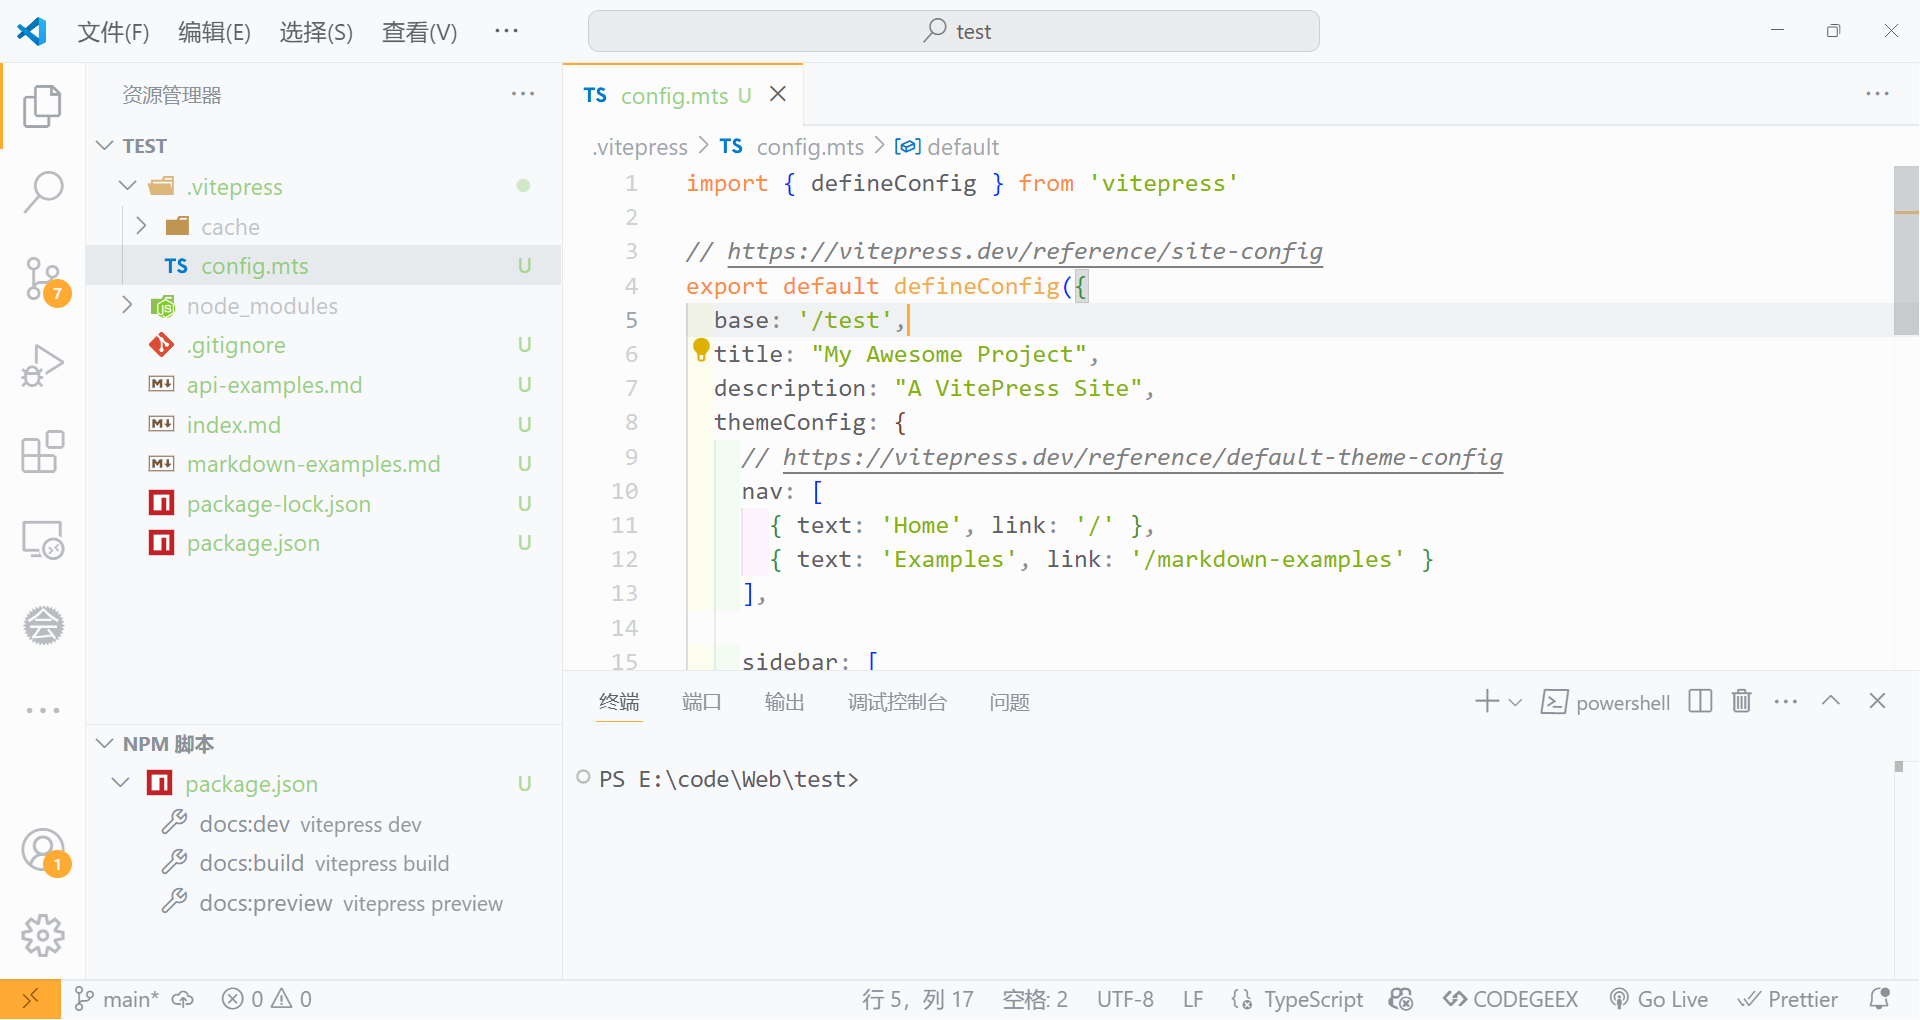 文件(F) 编辑(E) 选择(S) 查看(V) ··· test
资源管理器 ···
TEST
.vitepress
cache
TS config.mts U
node_modules
.gitignore U
api-examples.md U
index.md U
markdown-examples.md U
package-lock.json U
package.json U
NPM 脚本
package.json U
docs:dev vitepress dev
docs:build vitepress build
docs:preview vitepress preview
7
1
TS config.mts U
.vitepress > TS config.mts > default
1 import { defineConfig } from 'vitepress'
2
3 // https://vitepress.dev/reference/site-config
4 export default defineConfig({
5 base: '/test',
6 title: "My Awesome Project",
7 description: "A VitePress Site",
8 themeConfig: {
9 // https://vitepress.dev/reference/default-theme-config
10 nav: [
11 { text: 'Home', link: '/' },
12 { text: 'Examples', link: '/markdown-examples' }
13 ],
14
15 sidebar: [
终端 端口 输出 调试控制台 问题 powershell
PS E:\code\Web\test>
main* 0 0 行 5，列 17 空格: 2 UTF-8 LF TypeScript CODEGEEX Go Live Prettier